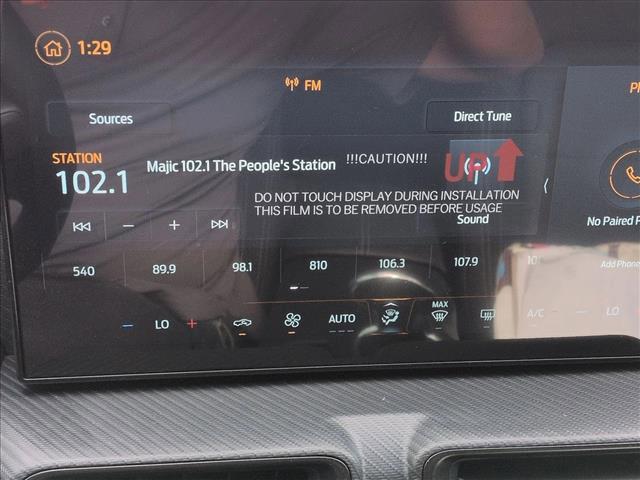 1:29
FM
Sources
Direct Tune
STATION
102.1
Majic 102.1 The People's Station
!!!CAUTION!!!
UP
DO NOT TOUCH DISPLAY DURING INSTALLATION
THIS FILM IS TO BE REMOVED BEFORE USAGE
Sound
No Paired
Add Phone
540 89.9 98.1 810 106.3 107.9
LO AUTO MAX A/C LO